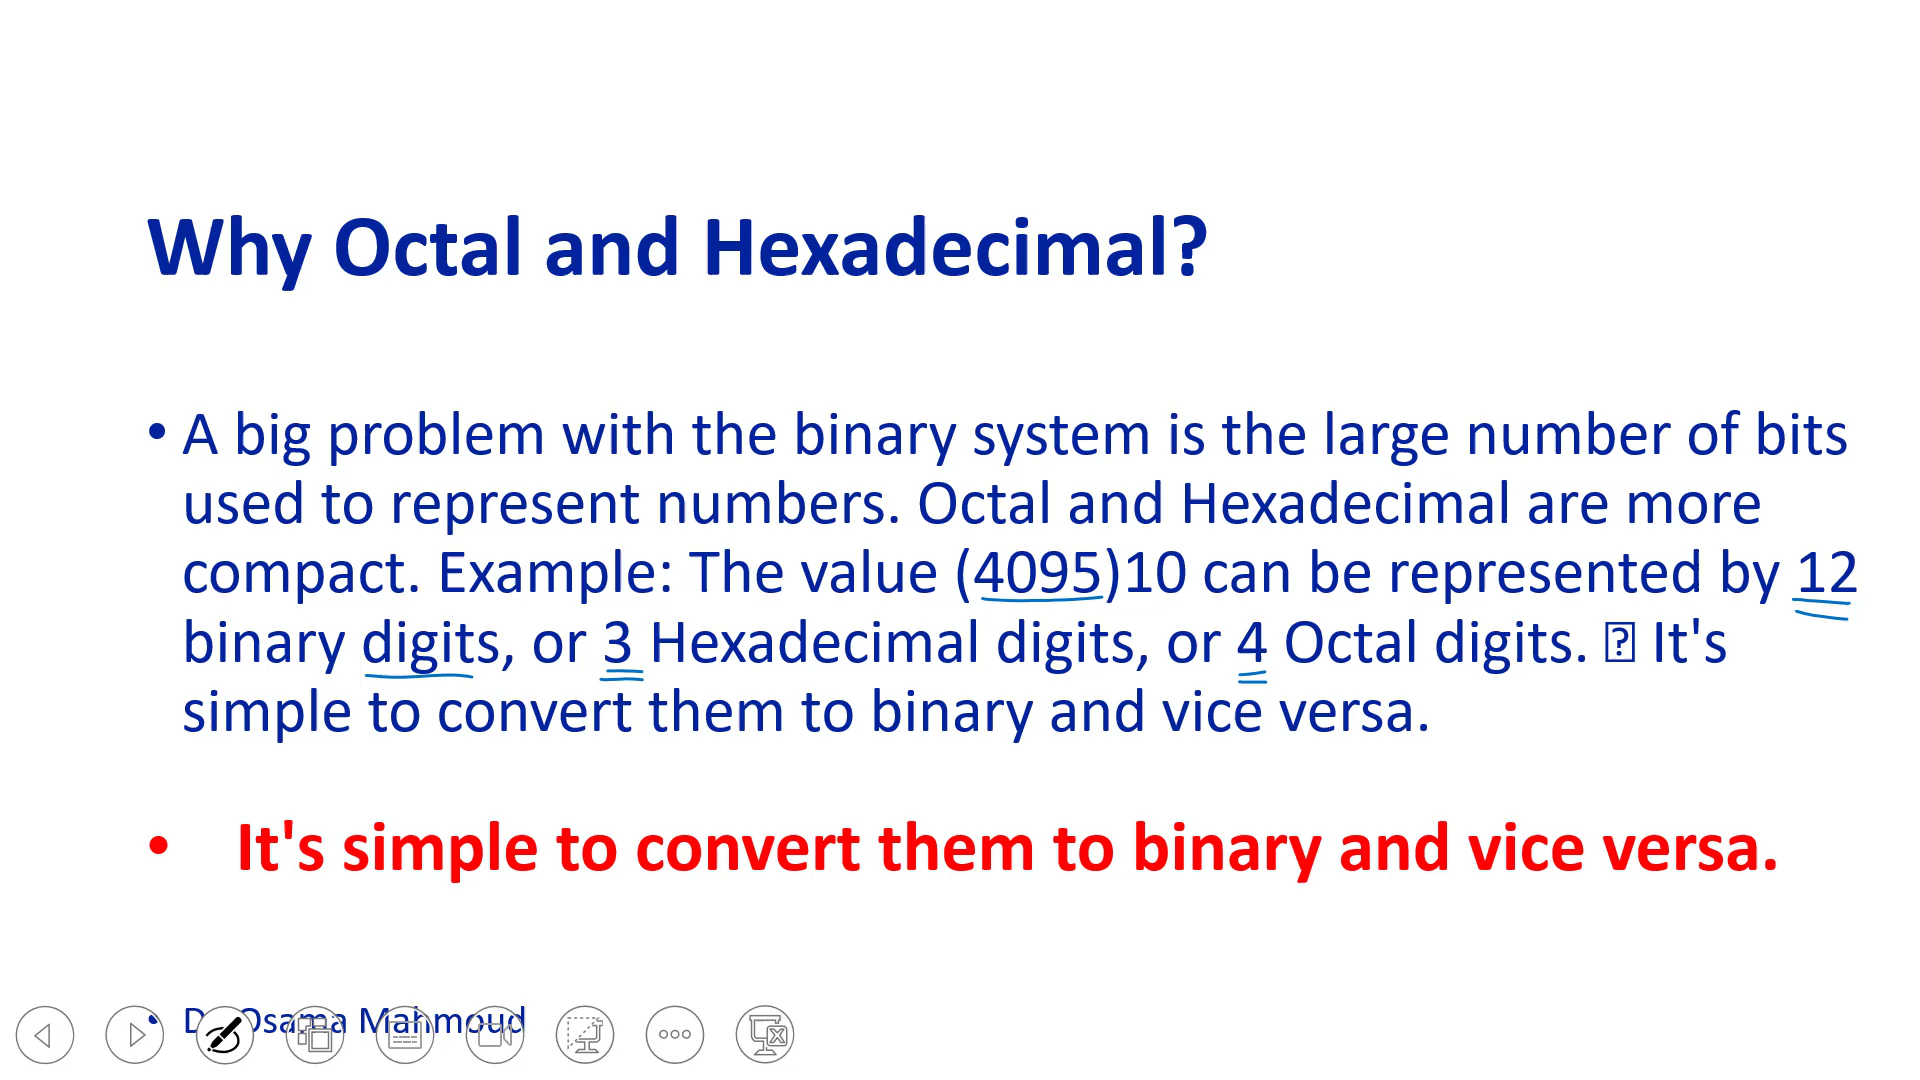 Why Octal and Hexadecimal?
• A big problem with the binary system is the large number of bits
used to represent numbers. Octal and Hexadecimal are more
compact. Example: The value (4095)10 can be represented by 12
binary digits, or 3 Hexadecimal digits, or 4 Octal digits. ⍰ It's
simple to convert them to binary and vice versa.
• It's simple to convert them to binary and vice versa.
• Dr Osama Mahmoud